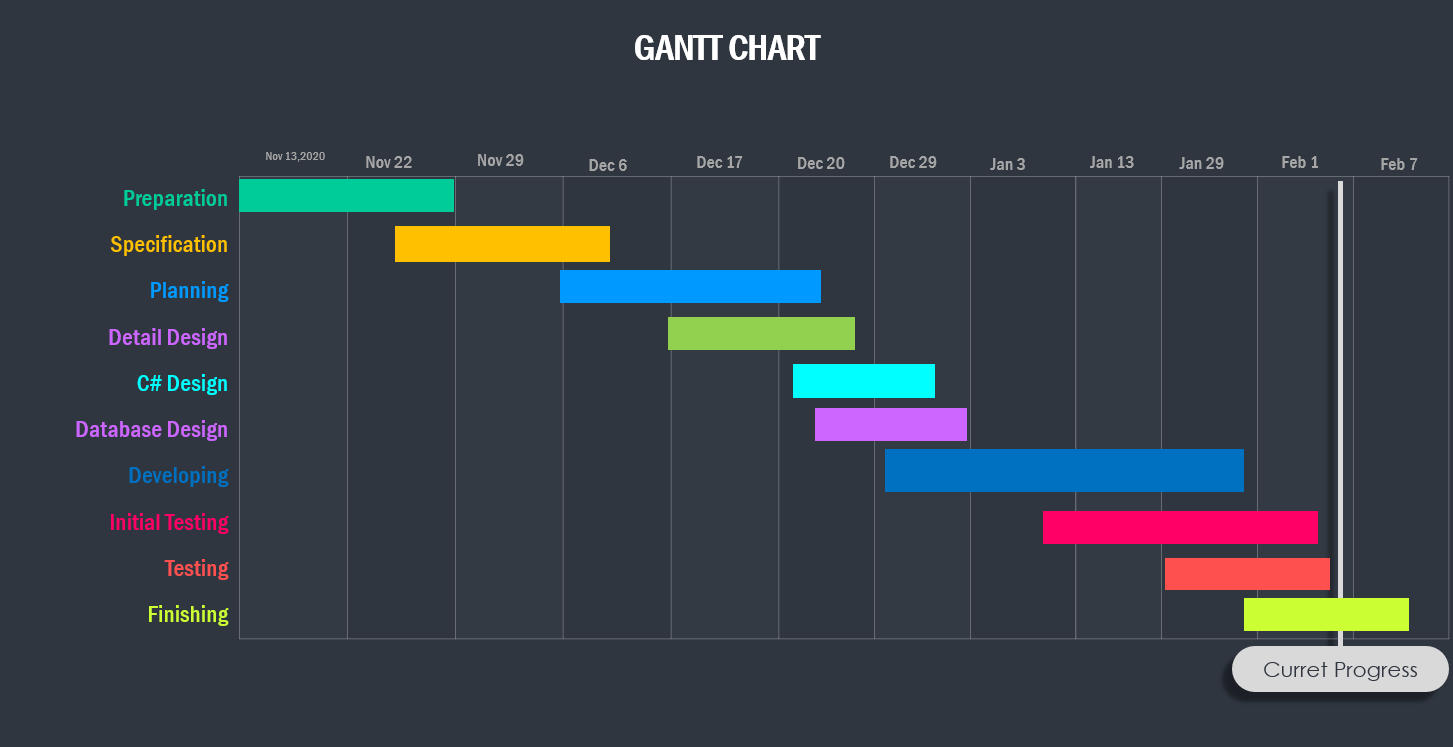 GANTT CHART
Nov 13,2020 Nov 22 Nov 29 Dec 6 Dec 17 Dec 20 Dec 29 Jan 3 Jan 13 Jan 29 Feb 1 Feb 7
Preparation
Specification
Planning
Detail Design
C# Design
Database Design
Developing
Initial Testing
Testing
Finishing
Curret Progress